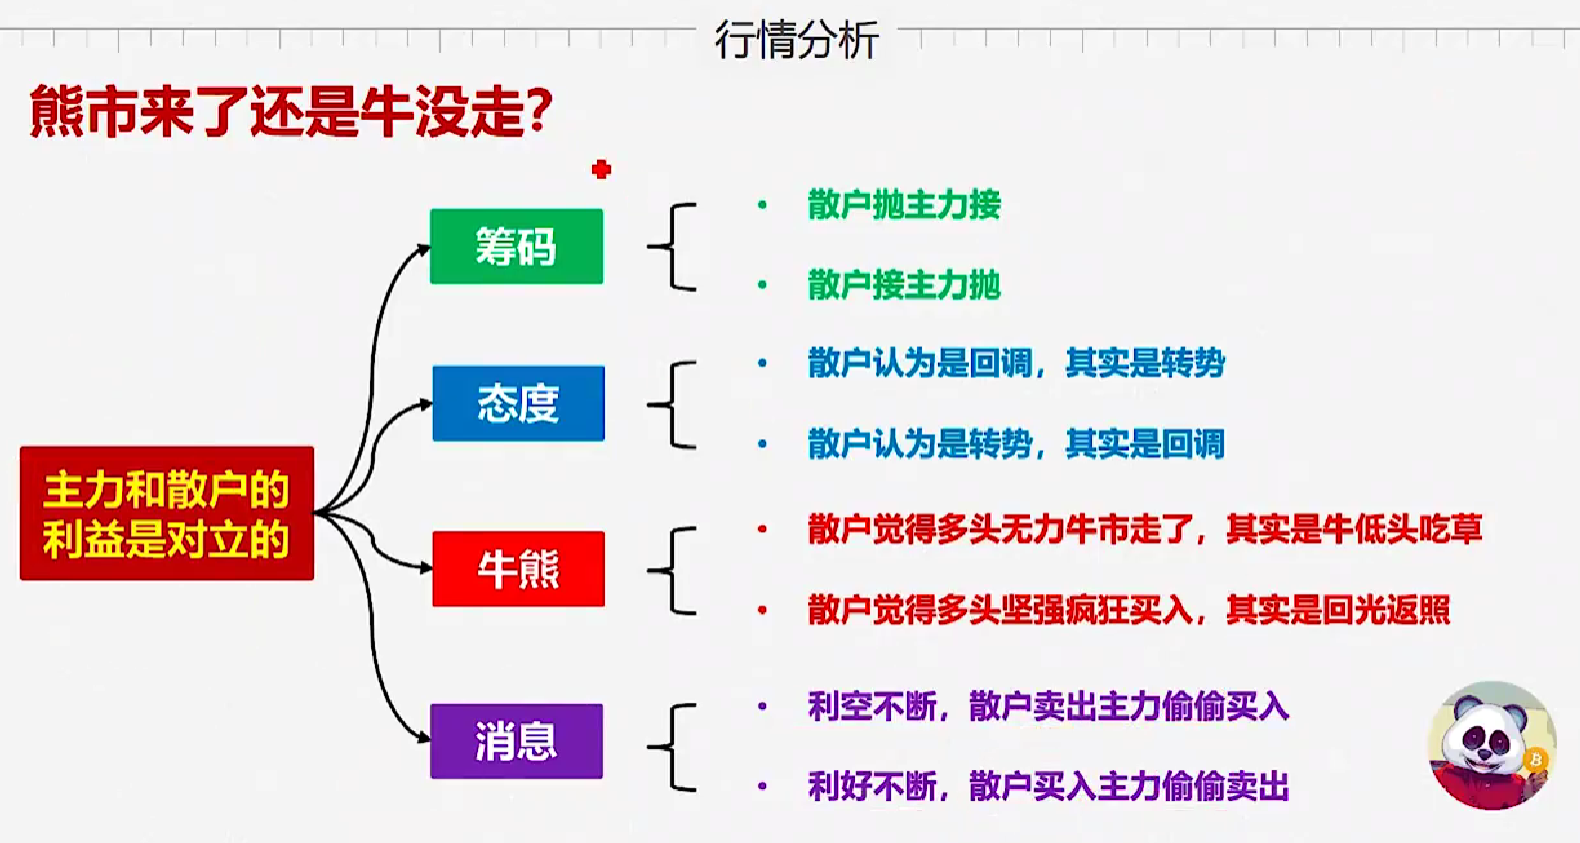 行情分析
熊市来了还是牛没走?
筹码
散户抛主力接
散户接主力抛
态度
散户认为是回调，其实是转势
散户认为是转势，其实是回调
主力和散户的
利益是对立的
牛熊
散户觉得多头无力牛市走了，其实是牛低头吃草
散户觉得多头坚强疯狂买入，其实是回光返照
消息
利空不断，散户卖出主力偷偷买入
利好不断，散户买入主力偷偷卖出